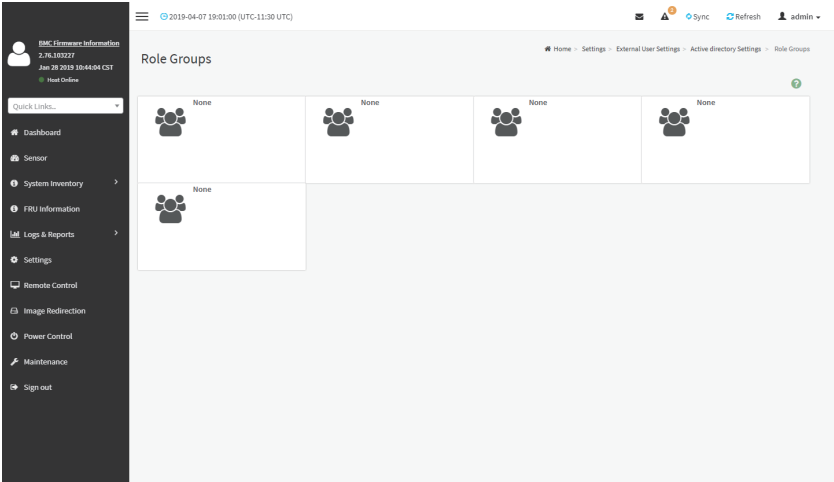 2019-04-07 19:01:00 (UTC-11:30 UTC)
2
Sync
Refresh
admin
BMC Firmware Information
2.76.103227
Jan 28 2019 10:44:04 CST
Host Online
Quick Links...
Dashboard
Sensor
System Inventory
FRU Information
Logs & Reports
Settings
Remote Control
Image Redirection
Power Control
Maintenance
Sign out
Role Groups
Home > Settings > External User Settings > Active directory Settings > Role Groups
None
None
None
None
None